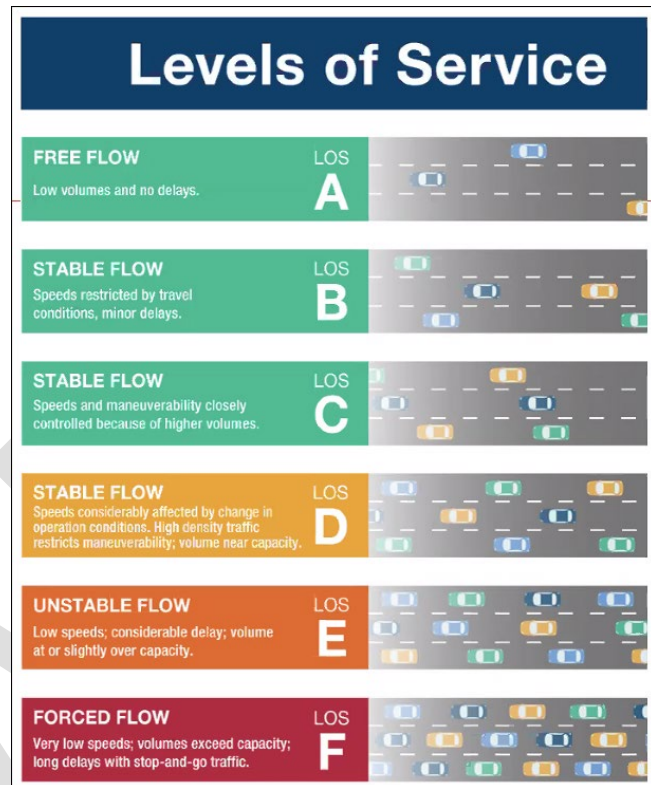 Levels of Service
FREE FLOW LOS
Low volumes and no delays. A
STABLE FLOW LOS
Speeds restricted by travel
conditions, minor delays. B
STABLE FLOW LOS
Speeds and maneuverability closely
controlled because of higher volumes. C
STABLE FLOW LOS
Speeds considerably affected by change in
operation conditions. High density traffic
restricts maneuverability; volume near capacity. D
UNSTABLE FLOW LOS
Low speeds; considerable delay; volume
at or slightly over capacity. E
FORCED FLOW LOS
Very low speeds; volumes exceed capacity;
long delays with stop-and-go traffic. F